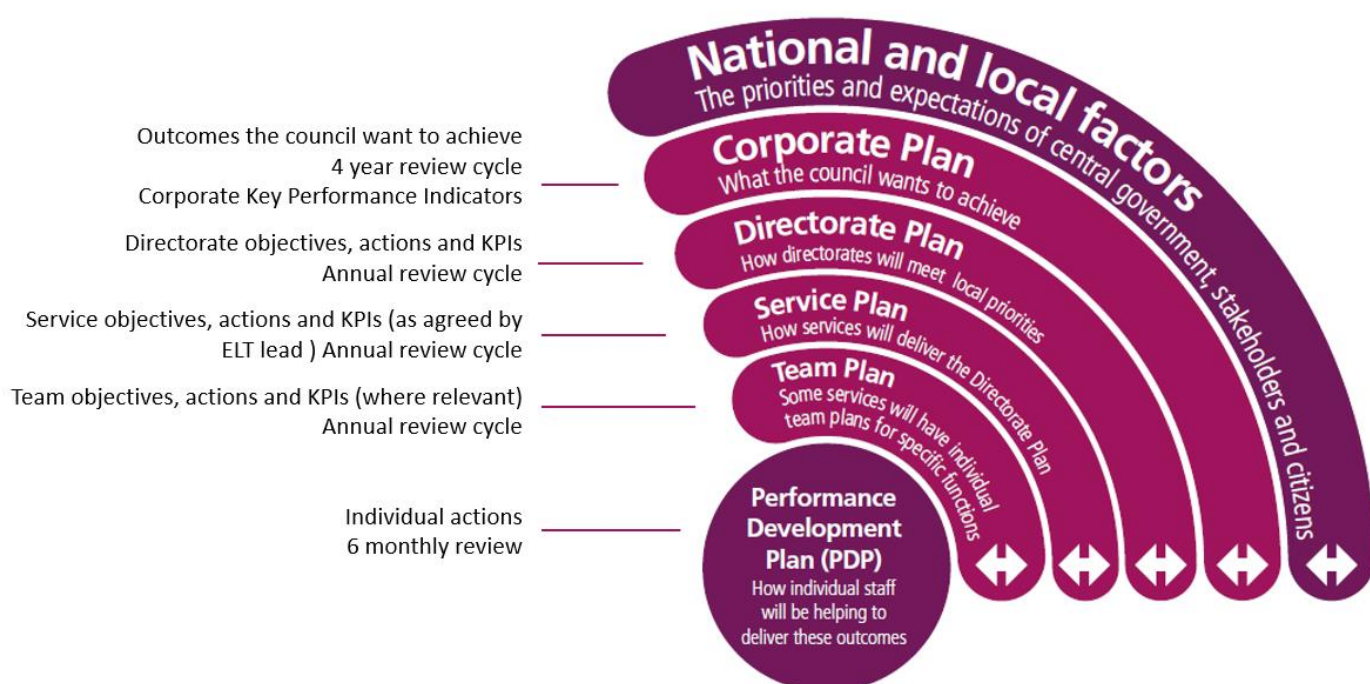 National and local factors
The priorities and expectations of central government, stakeholders and citizens
Outcomes the council want to achieve
4 year review cycle
Corporate Key Performance Indicators
Corporate Plan
What the council wants to achieve
Directorate objectives, actions and KPIs
Annual review cycle
Directorate Plan
How directorates will meet local priorities
Service objectives, actions and KPIs (as agreed by
ELT lead ) Annual review cycle
Service Plan
How services will deliver the Directorate Plan
Team objectives, actions and KPIs (where relevant)
Annual review cycle
Team Plan
Some services will have individual
team plans for specific functions
Individual actions
6 monthly review
Performance
Development
Plan (PDP)
How individual staff
will be helping to
deliver these outcomes